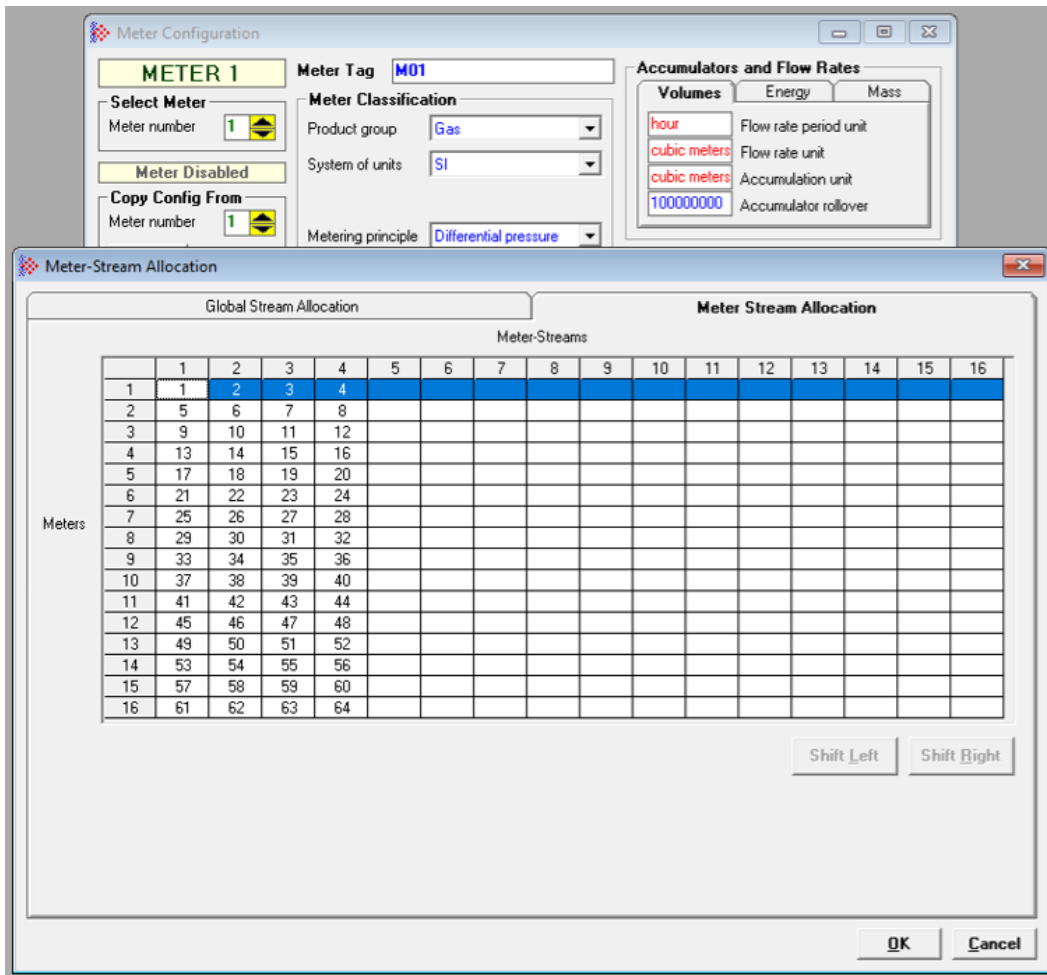 Meter Configuration
METER 1
Meter Tag M01
Select Meter
Meter number 1
Meter Disabled
Copy Config From
Meter number 1
Meter Classification
Product group Gas
System of units SI
Metering principle Differential pressure
Accumulators and Flow Rates
Volumes Energy Mass
hour Flow rate period unit
cubic meters Flow rate unit
cubic meters Accumulation unit
100000000 Accumulator rollover
Meter-Stream Allocation
Global Stream Allocation Meter Stream Allocation
Meter-Streams
1 2 3 4 5 6 7 8 9 10 11 12 13 14 15 16
1 1 2 3 4
2 5 6 7 8
3 9 10 11 12
4 13 14 15 16
5 17 18 19 20
6 21 22 23 24
Meters
7 25 26 27 28
8 29 30 31 32
9 33 34 35 36
10 37 38 39 40
11 41 42 43 44
12 45 46 47 48
13 49 50 51 52
14 53 54 55 56
15 57 58 59 60
16 61 62 63 64
Shift Left Shift Right
OK Cancel